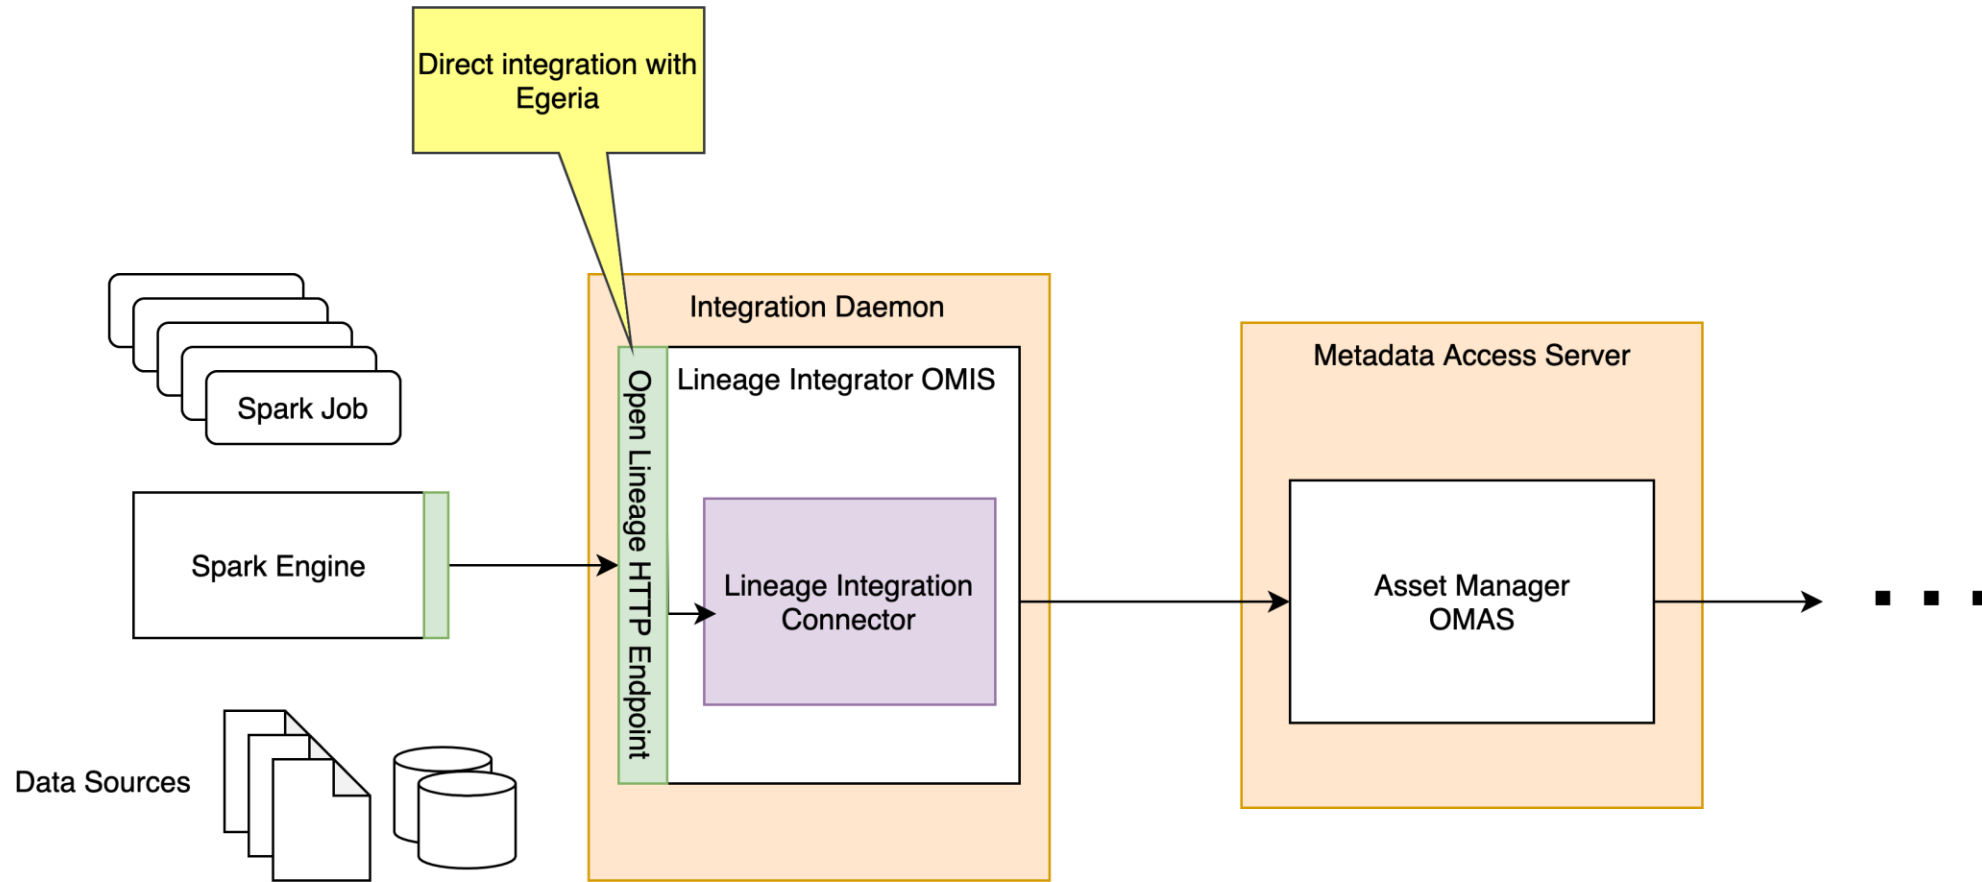 Direct integration with
Egeria
Integration Daemon
Metadata Access Server
Lineage Integrator OMIS
Open Lineage HTTP Endpoint
Spark Job
Spark Engine
Lineage Integration
Connector
Asset Manager
OMAS
Data Sources